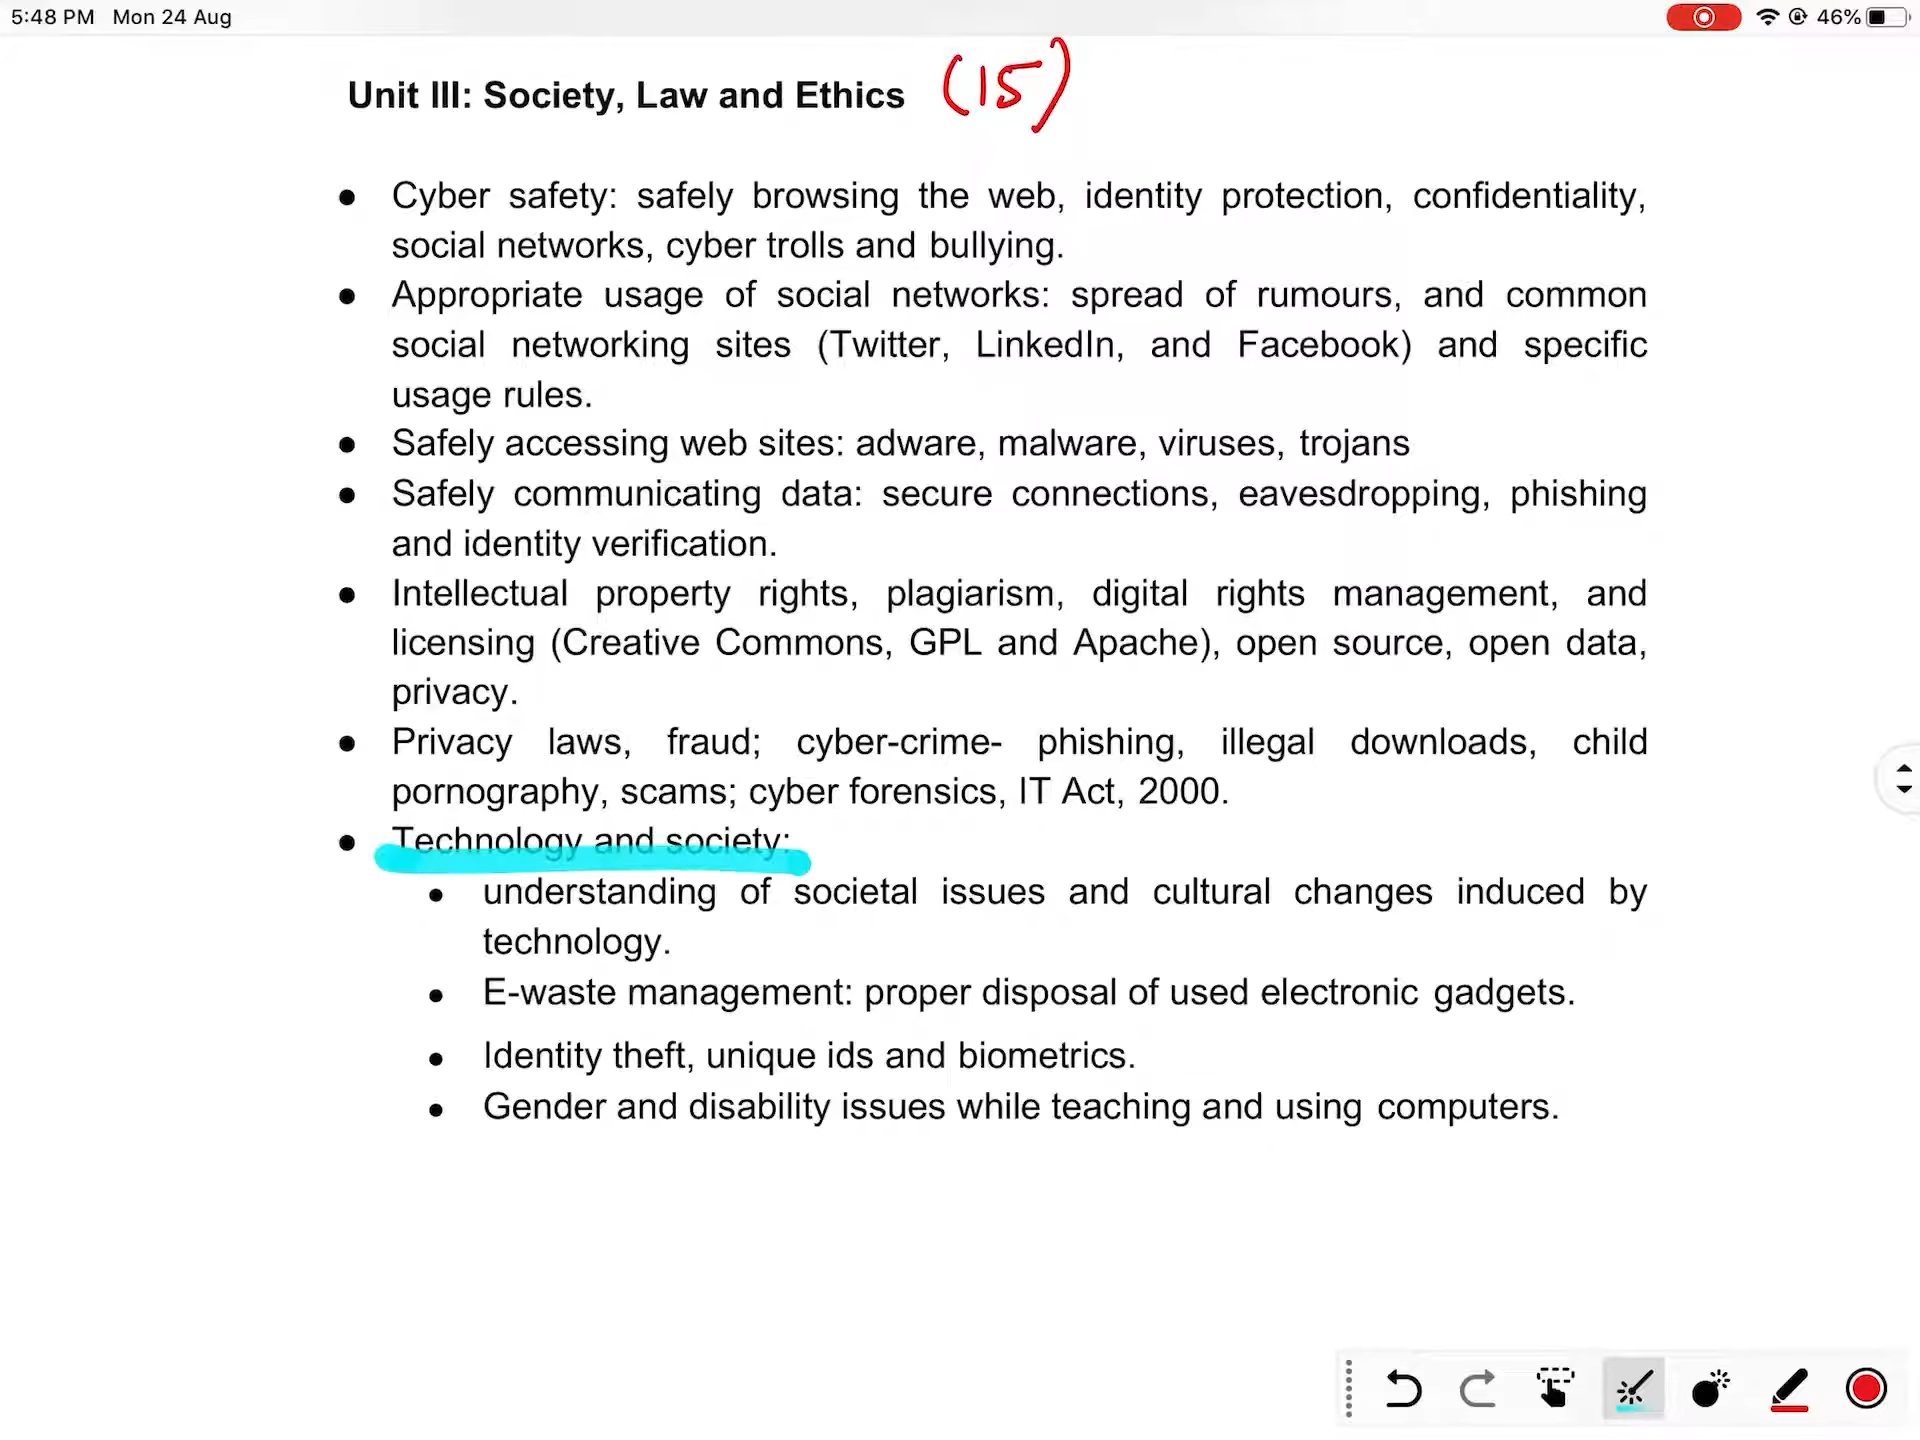 5:48 PM Mon 24 Aug 46%
Unit III: Society, Law and Ethics (15)
● Cyber safety: safely browsing the web, identity protection, confidentiality,
social networks, cyber trolls and bullying.
● Appropriate usage of social networks: spread of rumours, and common
social networking sites (Twitter, LinkedIn, and Facebook) and specific
usage rules.
● Safely accessing web sites: adware, malware, viruses, trojans
● Safely communicating data: secure connections, eavesdropping, phishing
and identity verification.
● Intellectual property rights, plagiarism, digital rights management, and
licensing (Creative Commons, GPL and Apache), open source, open data,
privacy.
● Privacy laws, fraud; cyber-crime- phishing, illegal downloads, child
pornography, scams; cyber forensics, IT Act, 2000.
● Technology and society:
● understanding of societal issues and cultural changes induced by
technology.
● E-waste management: proper disposal of used electronic gadgets.
● Identity theft, unique ids and biometrics.
● Gender and disability issues while teaching and using computers.